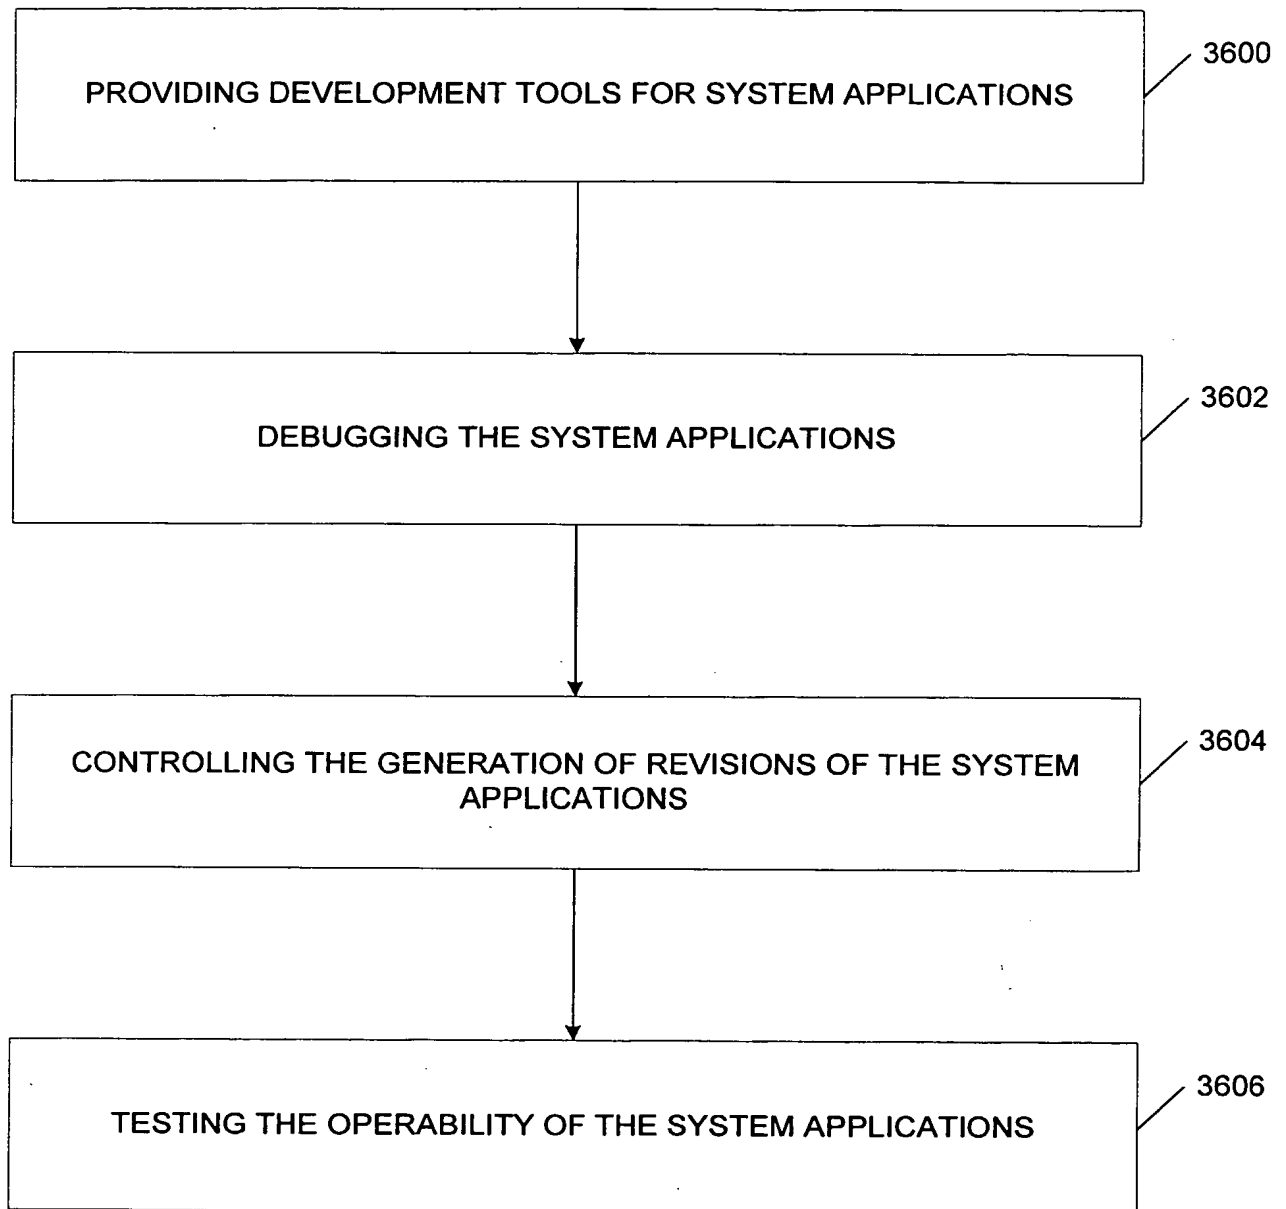 3600
PROVIDING DEVELOPMENT TOOLS FOR SYSTEM APPLICATIONS
3602
DEBUGGING THE SYSTEM APPLICATIONS
3604
CONTROLLING THE GENERATION OF REVISIONS OF THE SYSTEM
APPLICATIONS
3606
TESTING THE OPERABILITY OF THE SYSTEM APPLICATIONS